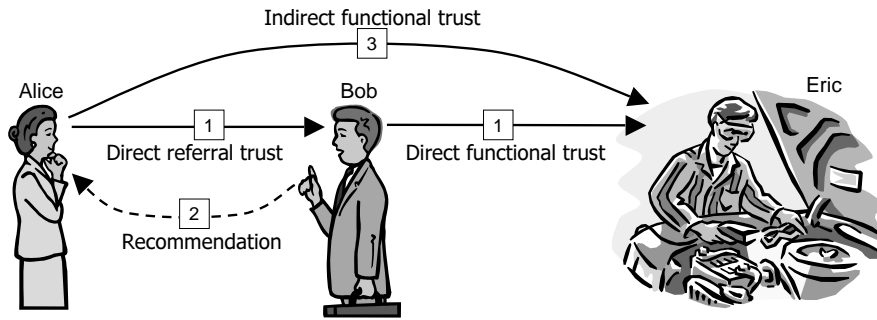 Indirect functional trust
3
Alice
Bob
Eric
1
1
Direct referral trust
Direct functional trust
2
Recommendation